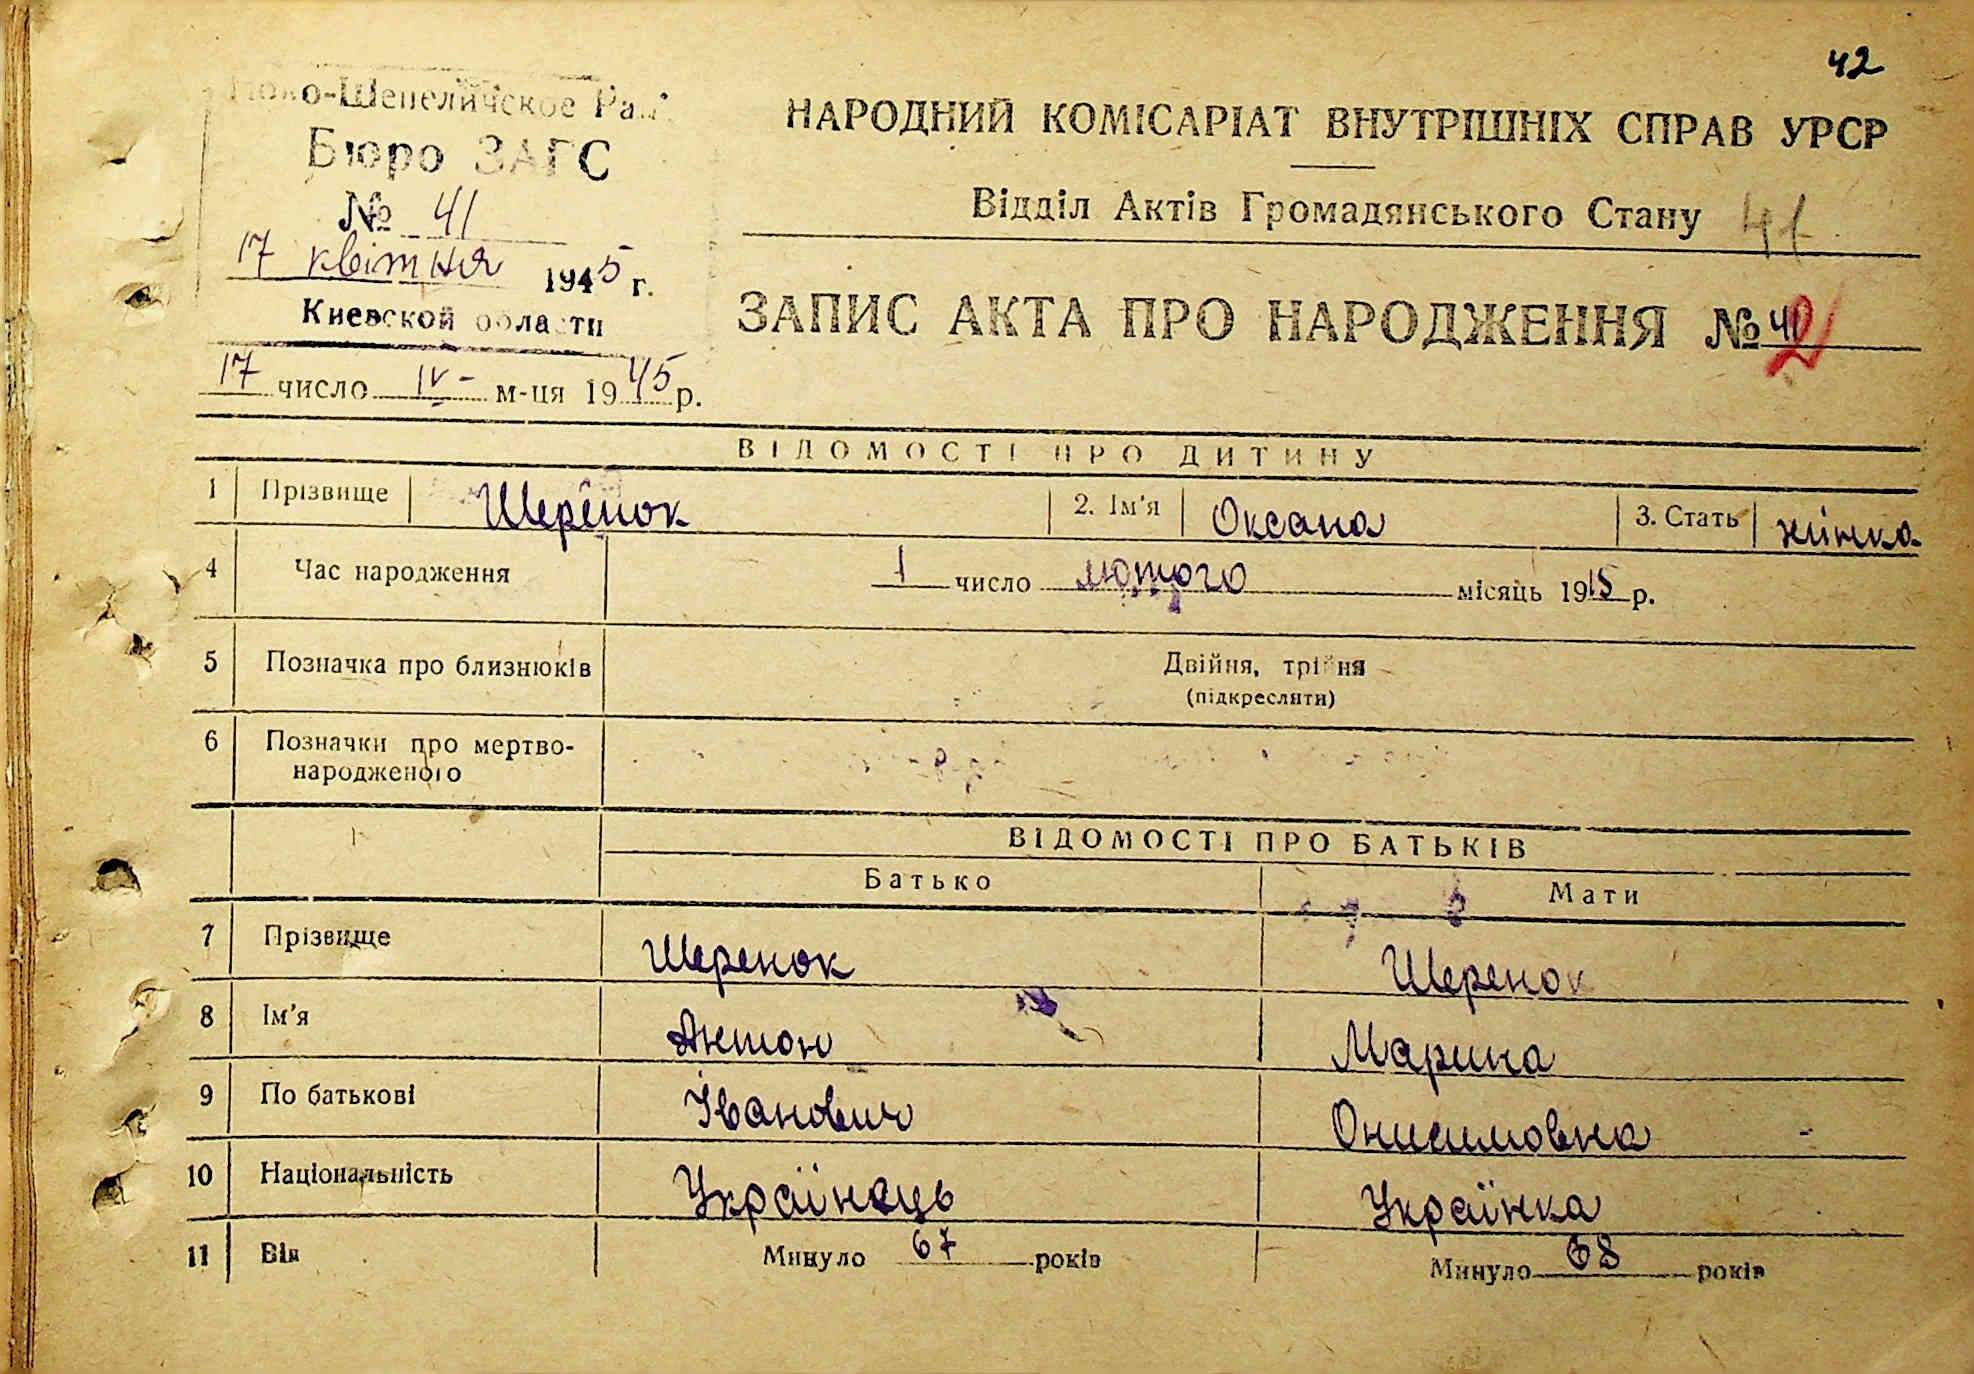 42
Ново-Шепеличское Рай.
Бюро ЗАГС
№ 41
17 квітня 1945 г.
Киевской области
17 число IV- м-ця 1945 р.
НАРОДНИЙ КОМІСАРІАТ ВНУТРІШНІХ СПРАВ УРСР
Відділ Актів Громадянського Стану 41
ЗАПИС АКТА ПРО НАРОДЖЕННЯ № 41 2
ВІДОМОСТІ ПРО ДИТИНУ
1 Прізвище Шеренок 2. Ім'я Оксана 3. Стать жінка
4 Час народження 1 число лютого місяць 1915 р.
5 Позначка про близнюків Двійня, трійня
(підкреслити)
6 Позначки про мертво-
народженого
ВІДОМОСТІ ПРО БАТЬКІВ
Батько Мати
7 Прізвище Шеренок Шеренок
8 Ім'я Антон Марина
9 По батькові Іванович Онисимовна
10 Національність Українець Українка
11 Вік Минуло 67 років Минуло 68 років